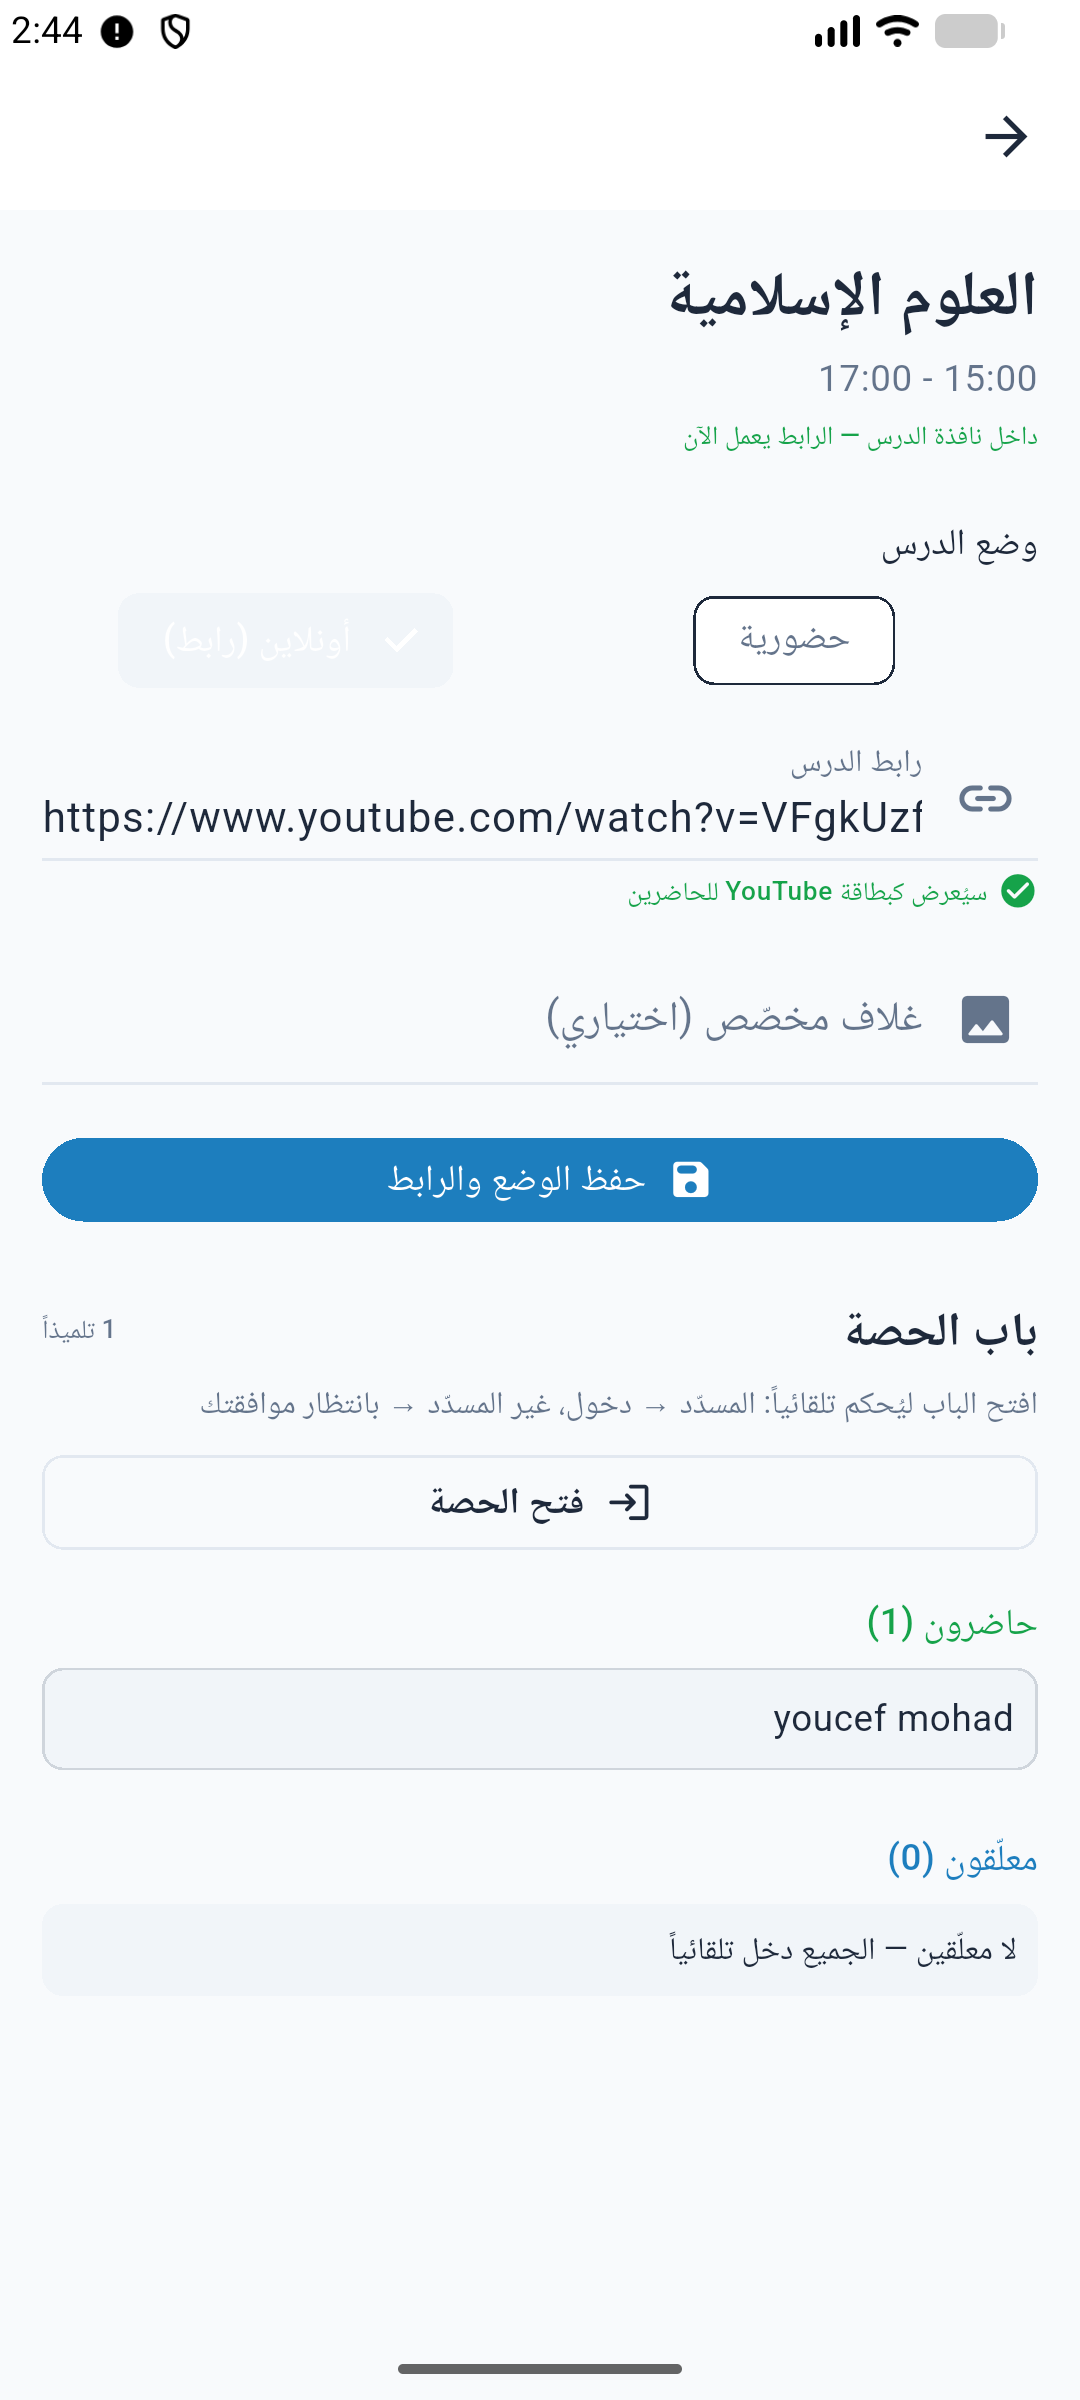 2:44
العلوم الإسلامية
15:00 - 17:00
داخل نافذة الدرس — الرابط يعمل الآن
وضع الدرس
حضورية
أونلاين (رابط)
رابط الدرس
https://www.youtube.com/watch?v=VFgkUzf
سيُعرض كبطاقة YouTube للحاضرين
غلاف مخصّص (اختياري)
حفظ الوضع والرابط
باب الحصة
1 تلميذاً
افتح الباب ليُحكم تلقائياً: المسدّد → دخول، غير المسدّد → بانتظار موافقتك
فتح الحصة
حاضرون (1)
youcef mohad
معلّقون (0)
لا معلّقين — الجميع دخل تلقائياً